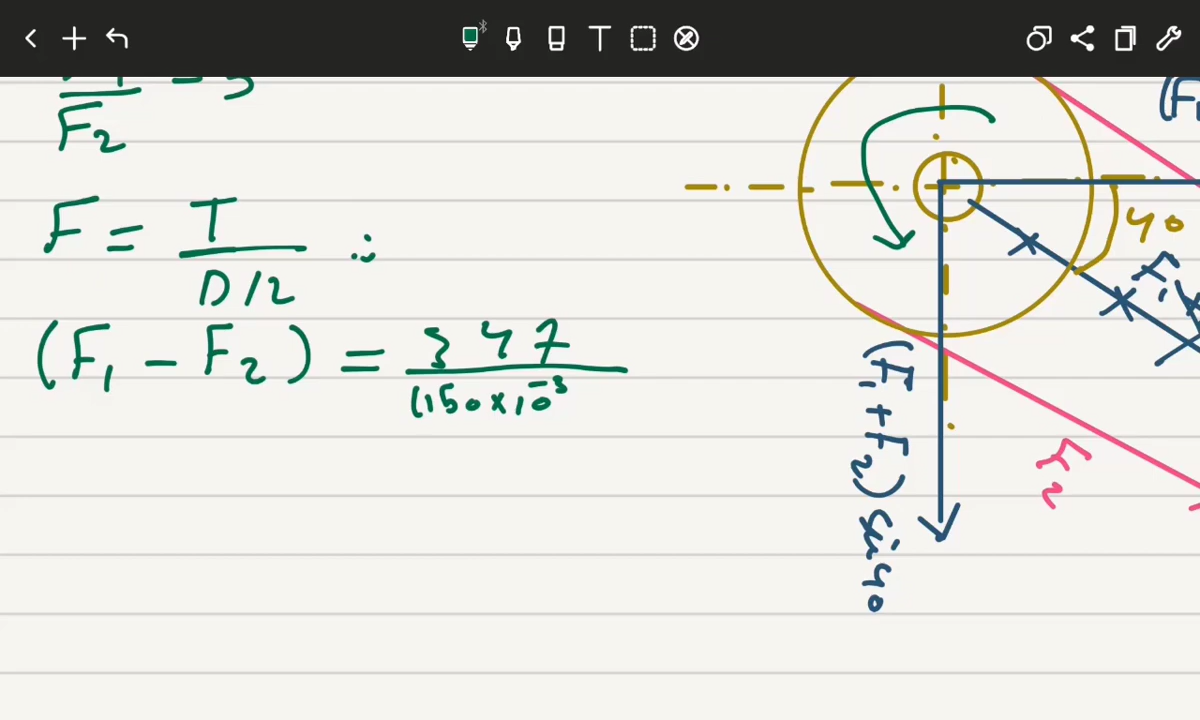 F2
F = T / D/2 ;
(F1 - F2) = 347 / (150×10^-3
40
F2
(F1 + F2) sin 40